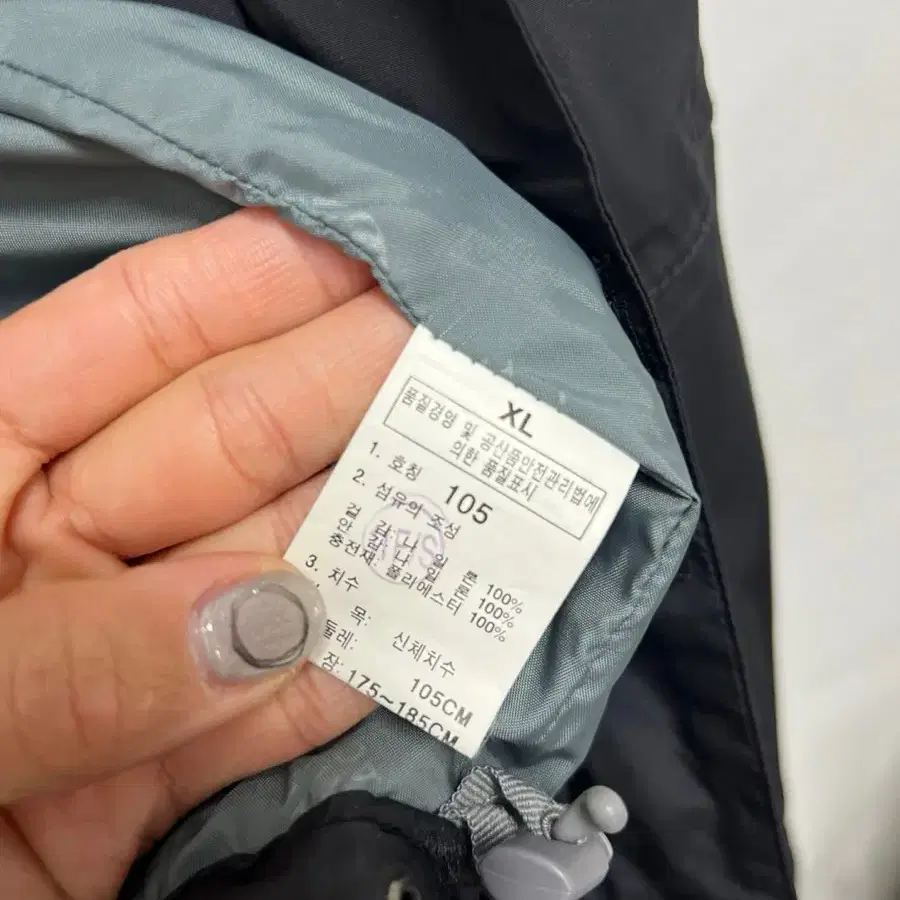 XL
품질경영 및 공산품안전관리법에
의한 품질표시
1. 호칭 105
2. 섬유의 조성
겉 감: 나 일 론 100%
안 감: 나 일 론 100%
충전재: 폴리에스터 100%
3. 치수
목: 신체치수
둘레: 105CM
장: 175~185CM